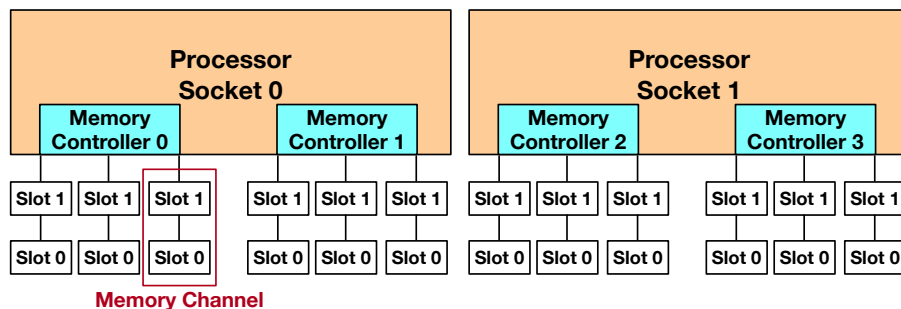 Processor
Socket 0
Processor
Socket 1
Memory
Controller 0
Memory
Controller 1
Memory
Controller 2
Memory
Controller 3
Slot 1 Slot 1 Slot 1 Slot 1 Slot 1 Slot 1 Slot 1 Slot 1 Slot 1 Slot 1 Slot 1 Slot 1
Slot 0 Slot 0 Slot 0 Slot 0 Slot 0 Slot 0 Slot 0 Slot 0 Slot 0 Slot 0 Slot 0 Slot 0
Memory Channel